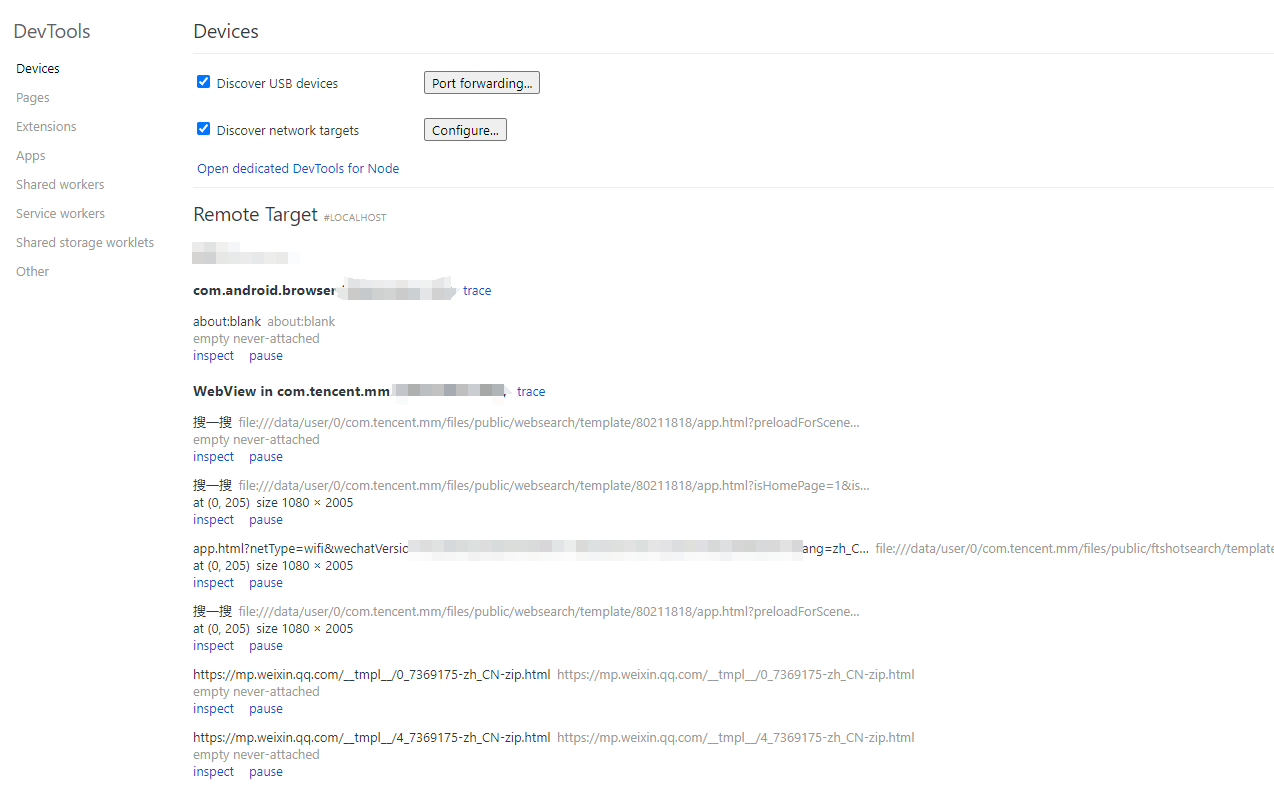 DevTools
Devices
Pages
Extensions
Apps
Shared workers
Service workers
Shared storage worklets
Other
Devices
Discover USB devices Port forwarding...
Discover network targets Configure...
Open dedicated DevTools for Node
Remote Target #LOCALHOST
com.android.browser trace
about:blank about:blank
empty never-attached
inspect pause
WebView in com.tencent.mm trace
搜一搜 file:///data/user/0/com.tencent.mm/files/public/websearch/template/80211818/app.html?preloadForScene...
empty never-attached
inspect pause
搜一搜 file:///data/user/0/com.tencent.mm/files/public/websearch/template/80211818/app.html?isHomePage=1&is...
at (0, 205) size 1080 × 2005
inspect pause
app.html?netType=wifi&wechatVersic ang=zh_C... file:///data/user/0/com.tencent.mm/files/public/ftshotsearch/template
at (0, 205) size 1080 × 2005
inspect pause
搜一搜 file:///data/user/0/com.tencent.mm/files/public/websearch/template/80211818/app.html?preloadForScene...
at (0, 205) size 1080 × 2005
inspect pause
https://mp.weixin.qq.com/__tmpl__/0_7369175-zh_CN-zip.html https://mp.weixin.qq.com/__tmpl__/0_7369175-zh_CN-zip.html
empty never-attached
inspect pause
https://mp.weixin.qq.com/__tmpl__/4_7369175-zh_CN-zip.html https://mp.weixin.qq.com/__tmpl__/4_7369175-zh_CN-zip.html
empty never-attached
inspect pause